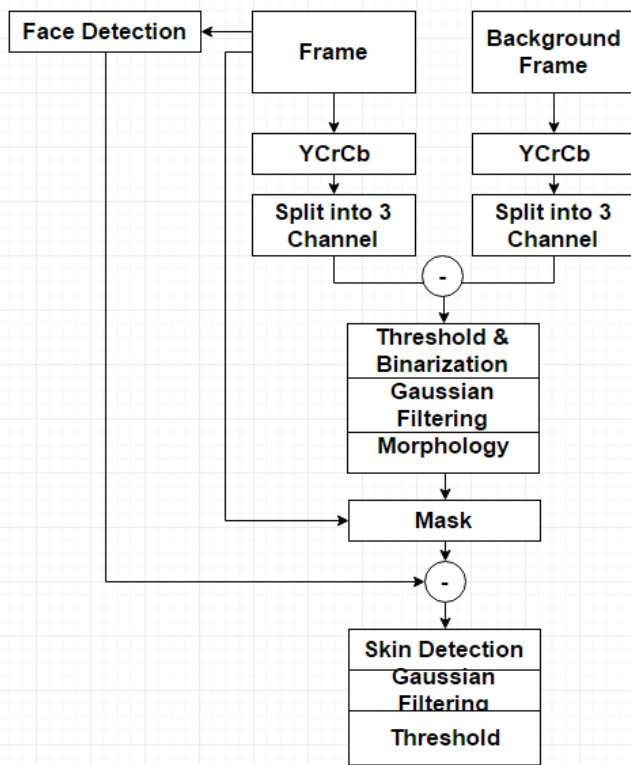 Face Detection
Frame
Background
Frame
YCrCb
YCrCb
Split into 3
Channel
Split into 3
Channel
-
Threshold &
Binarization
Gaussian
Filtering
Morphology
Mask
-
Skin Detection
Gaussian
Filtering
Threshold